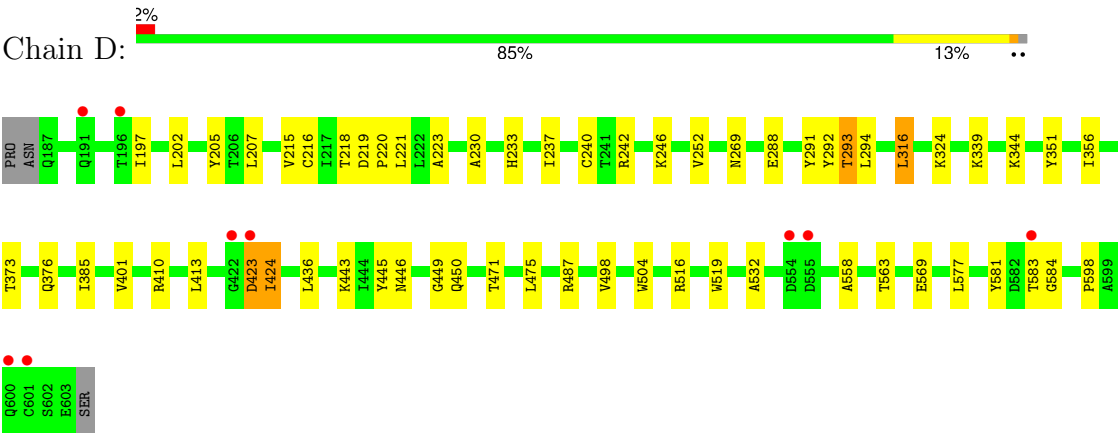 2%
Chain D:
85% 13% ••
PRO ASN Q187 Q191 T196 I197 L202 Y205 T206 L207 V215 C216 I217 T218 D219 P220 L221 L222 A223 A230 H233 I237 C240 T241 R242 K246 V252 N269 E288 Y291 Y292 T293 L294 L316 K324 K339 K344 Y351 I356
T373 Q376 I385 V401 R410 L413 G422 D423 I424 L436 K443 I444 Y445 N446 G449 Q450 T471 L475 R487 V498 W504 R516 W519 A532 D554 D555 A558 T563 E569 L577 Y581 D582 T583 G584 P598 A599
Q600 C601 S602 E603 SER